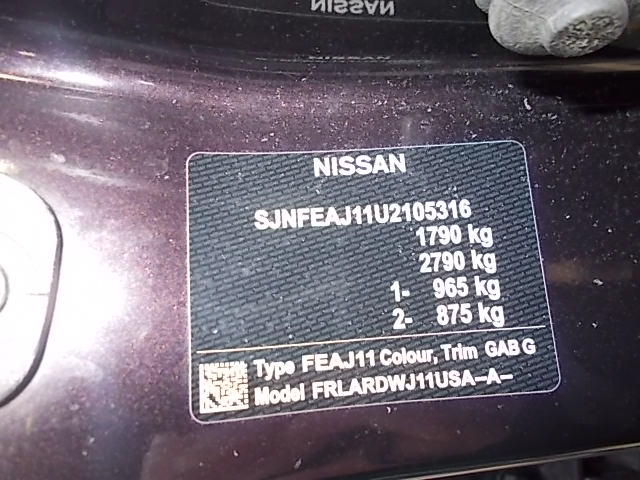 NISSAN
NISSAN
SJNFEAJ11U2105316
1790 kg
2790 kg
1- 965 kg
2- 875 kg
Type FEAJ11 Colour, Trim GAB G
Model FRLARDWJ11USA-A-